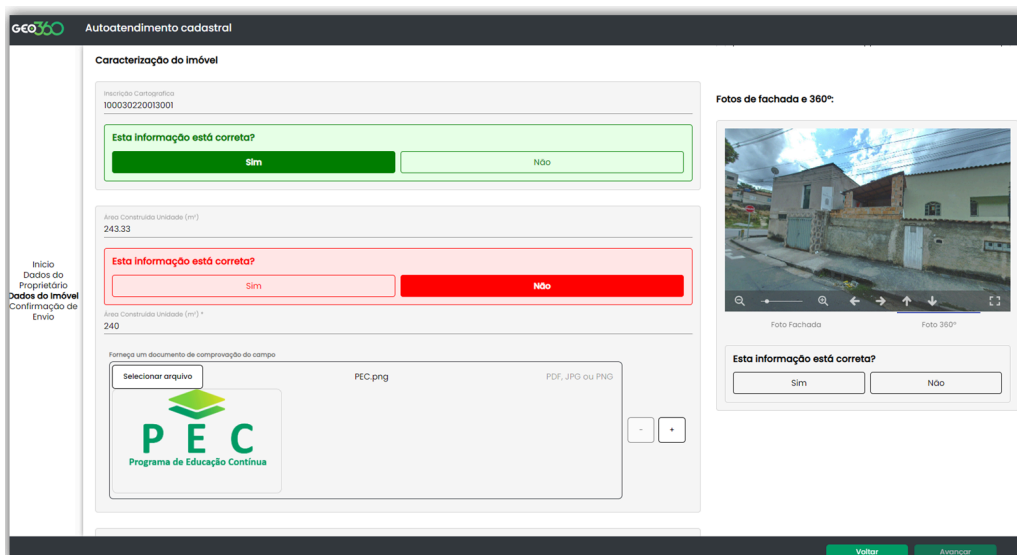 GEO360
Autoatendimento cadastral
Inicio
Dados do
Proprietário
Dados do Imóvel
Confirmação de
Envio
Caracterização do imóvel
Inscrição Cartografica
100030220013001
Esta informação está correta?
Sim
Não
Área Construida Unidade (m²)
243.33
Esta informação está correta?
Sim
Não
Área Construida Unidade (m²) *
240
Forneça um documento de comprovação do campo
Selecionar arquivo
PEC.png
PDF, JPG ou PNG
PEC
Programa de Educação Contínua
-
+
Fotos de fachada e 360º:
Foto Fachada
Foto 360º
Esta informação está correta?
Sim
Não
Voltar
Avançar